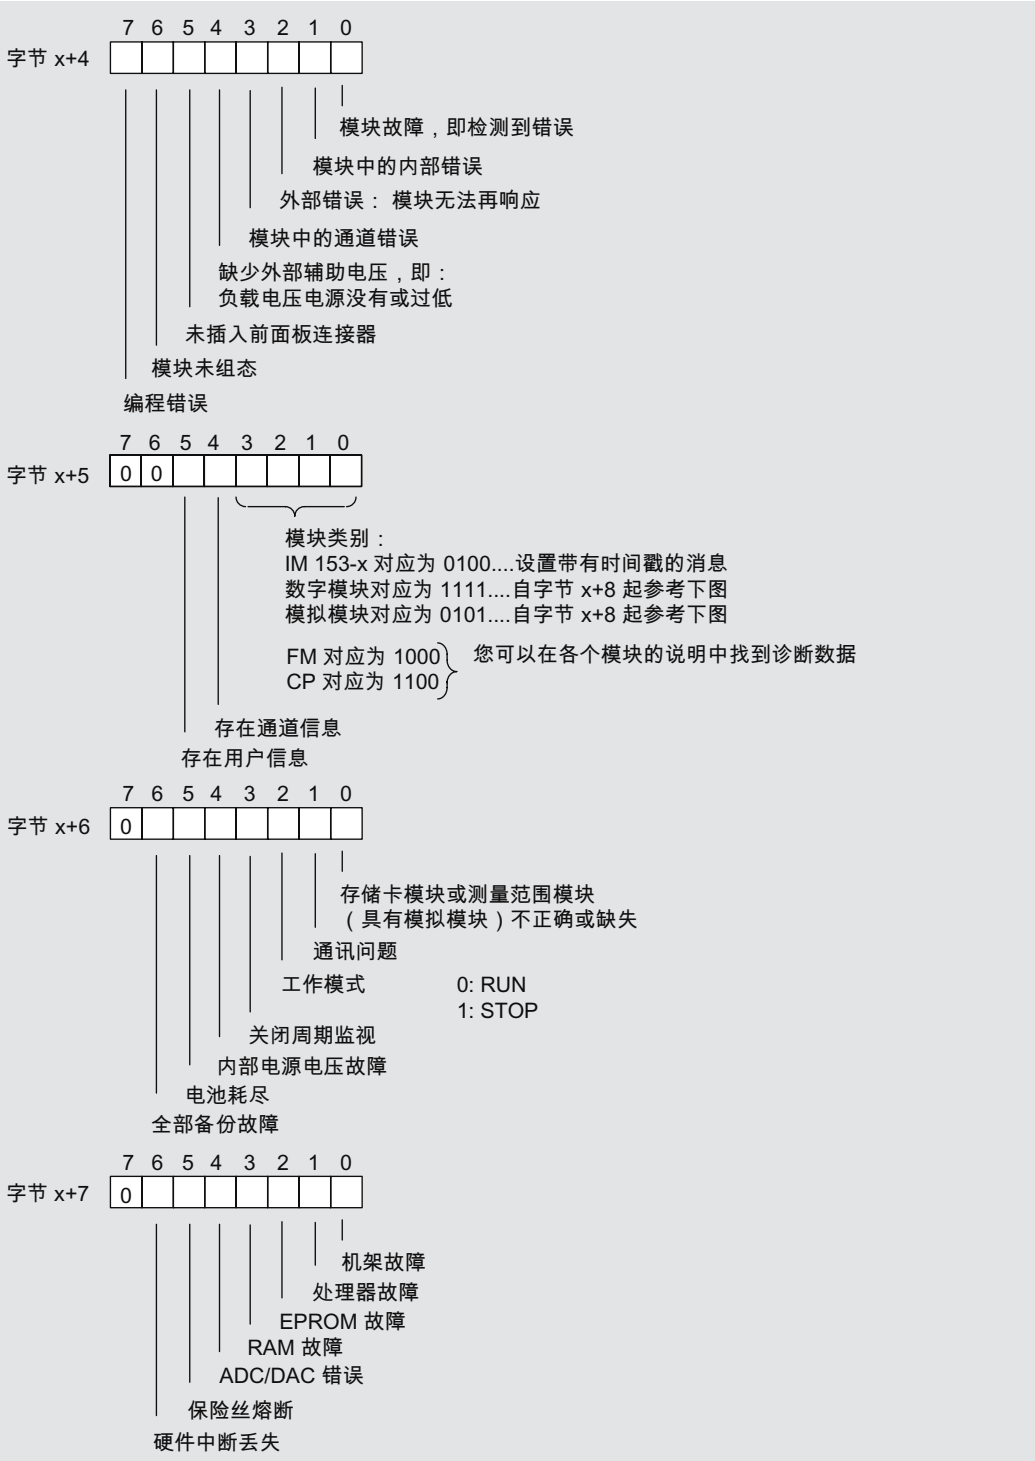 7 6 5 4 3 2 1 0
字节 x+4
模块故障，即检测到错误
模块中的内部错误
外部错误： 模块无法再响应
模块中的通道错误
缺少外部辅助电压，即：
负载电压电源没有或过低
未插入前面板连接器
模块未组态
编程错误
7 6 5 4 3 2 1 0
字节 x+5 0 0
模块类别：
IM 153-x 对应为 0100....设置带有时间戳的消息
数字模块对应为 1111....自字节 x+8 起参考下图
模拟模块对应为 0101....自字节 x+8 起参考下图
FM 对应为 1000 您可以在各个模块的说明中找到诊断数据
CP 对应为 1100
存在通道信息
存在用户信息
7 6 5 4 3 2 1 0
字节 x+6 0
存储卡模块或测量范围模块
（具有模拟模块）不正确或缺失
通讯问题
工作模式 0: RUN
1: STOP
关闭周期监视
内部电源电压故障
电池耗尽
全部备份故障
7 6 5 4 3 2 1 0
字节 x+7 0
机架故障
处理器故障
EPROM 故障
RAM 故障
ADC/DAC 错误
保险丝熔断
硬件中断丢失